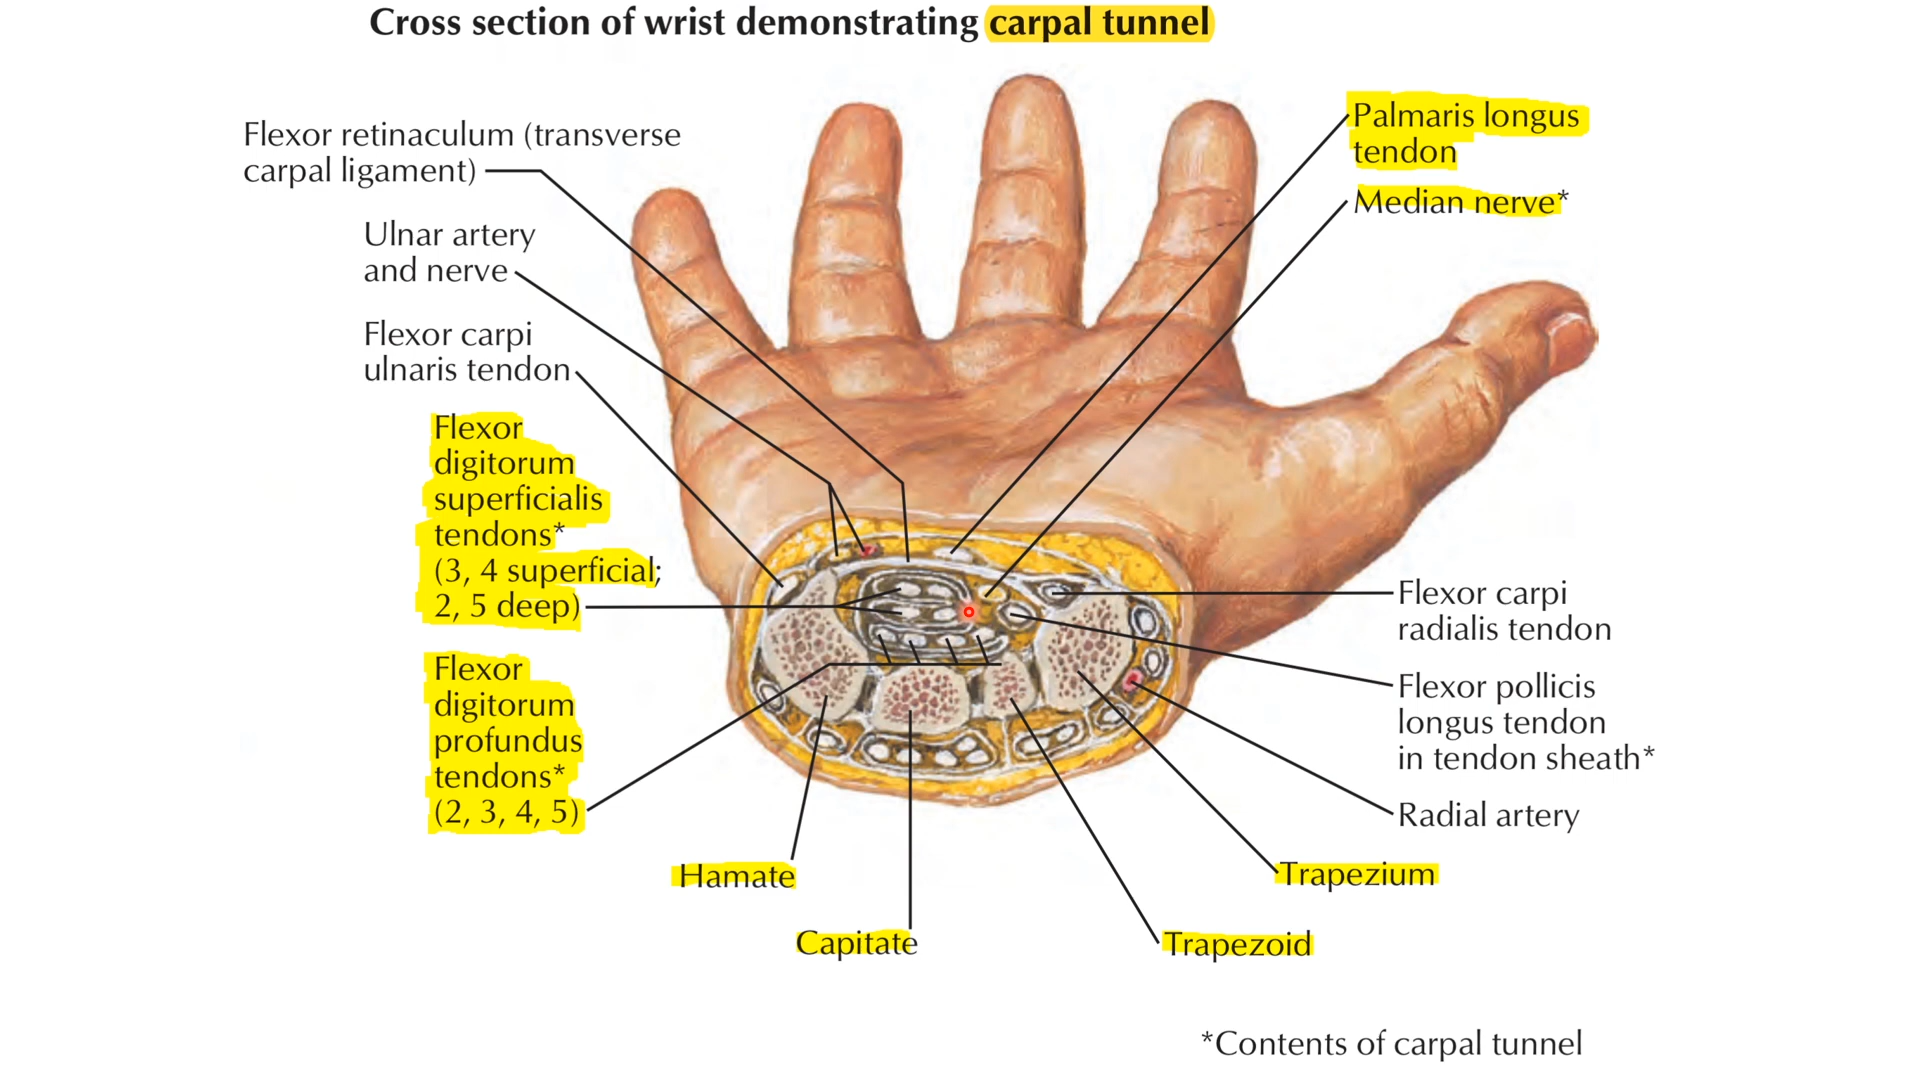 Cross section of wrist demonstrating carpal tunnel
Flexor retinaculum (transverse
carpal ligament)
Ulnar artery
and nerve
Flexor carpi
ulnaris tendon
Flexor
digitorum
superficialis
tendons*
(3, 4 superficial;
2, 5 deep)
Flexor
digitorum
profundus
tendons*
(2, 3, 4, 5)
Hamate
Capitate
Palmaris longus
tendon
Median nerve*
Flexor carpi
radialis tendon
Flexor pollicis
longus tendon
in tendon sheath*
Radial artery
Trapezium
Trapezoid
*Contents of carpal tunnel